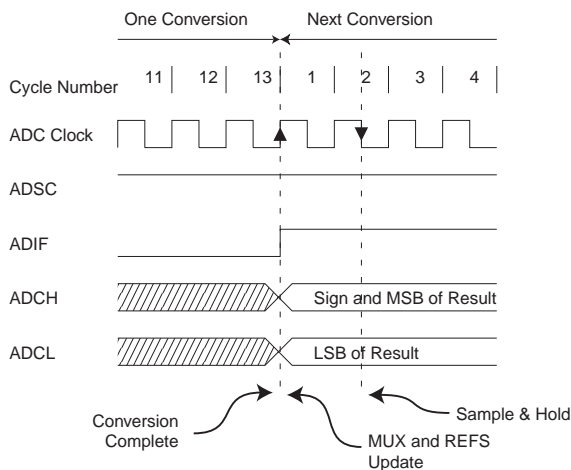 One Conversion Next Conversion
Cycle Number 11 12 13 1 2 3 4
ADC Clock
ADSC
ADIF
ADCH Sign and MSB of Result
ADCL LSB of Result
Conversion
Complete
MUX and REFS
Update
Sample & Hold